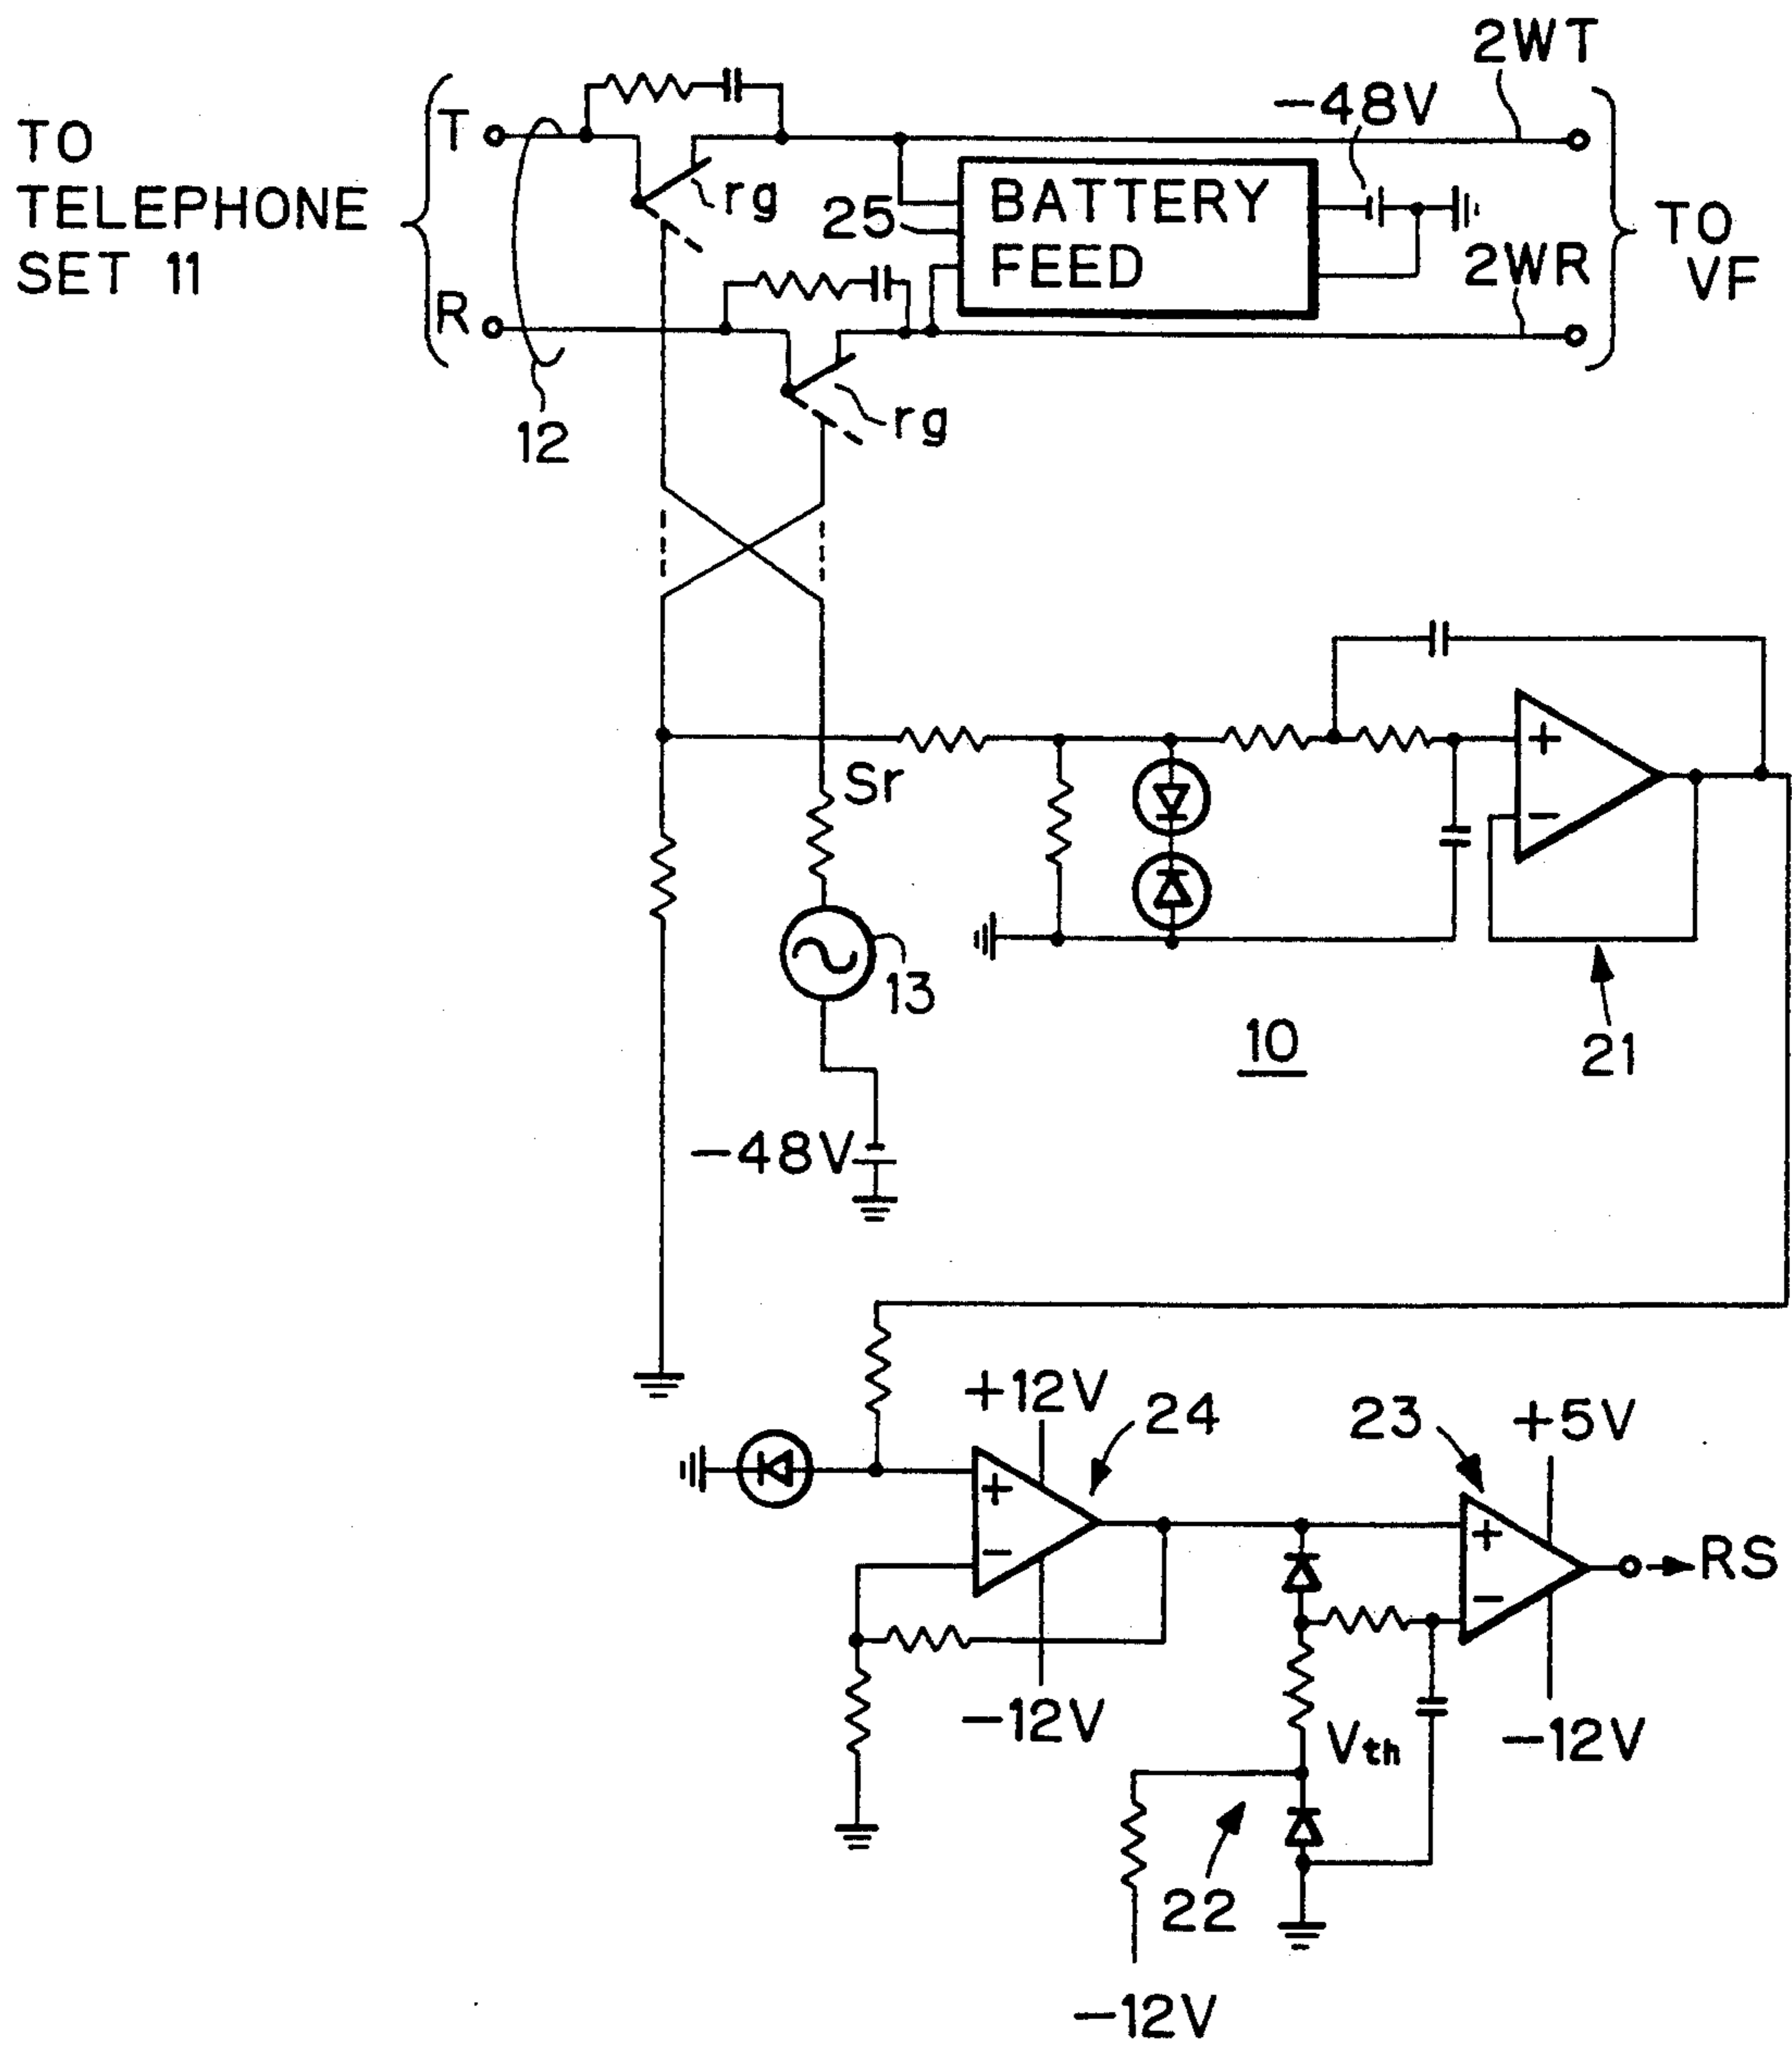 2WT
-48V
TO
TELEPHONE
SET 11
T
rg
25
BATTERY
FEED
TO
VF
2WR
R
12
rg
Sr
+
-
13
10
21
-48V
+12V
24
23
+5V
+
-
+
-
RS
-12V
Vth
-12V
22
-12V